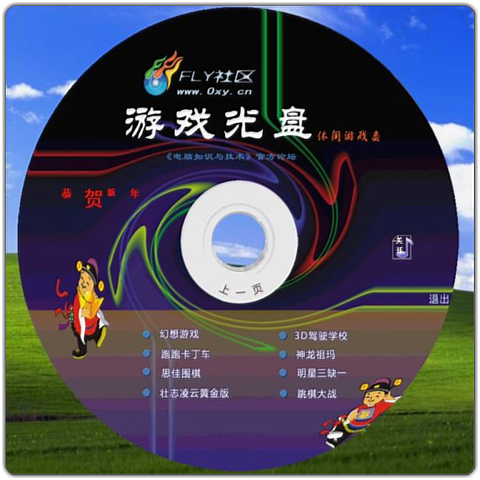 FLY社区
www.0xy.cn
游戏光盘 休闲游戏类
《电脑知识与技术》官方论坛
恭贺新年
关于
上一页
退出
幻想游戏
3D驾驶学校
跑跑卡丁车
神龙祖玛
思佳围棋
明星三缺一
壮志凌云黄金版
跳棋大战